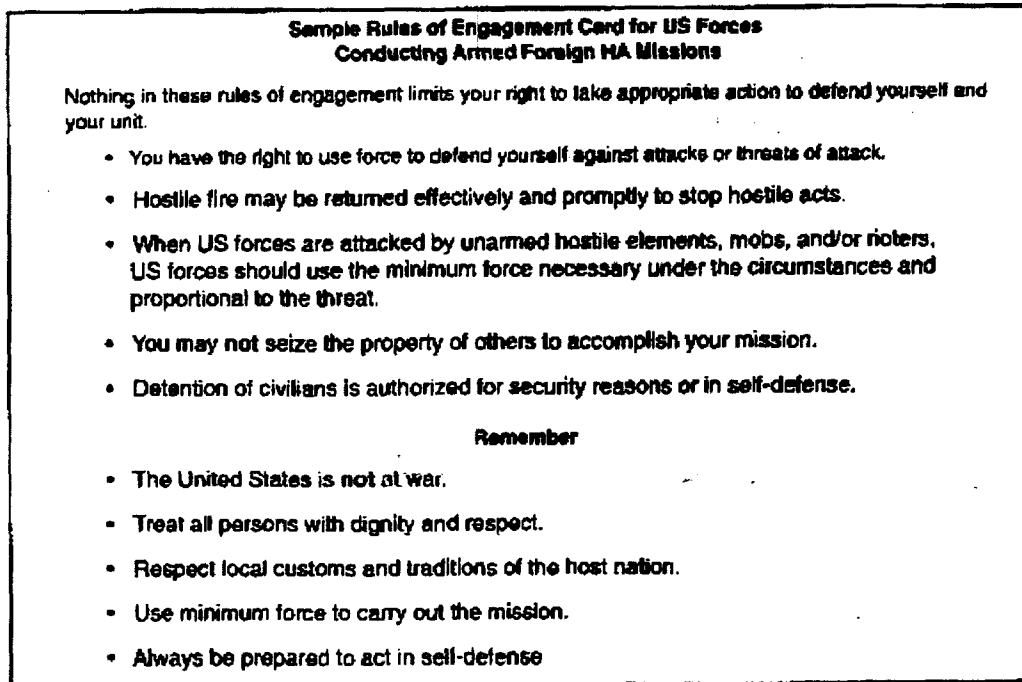 Sample Rules of Engagement Card for US Forces
Conducting Armed Foreign HA Missions
Nothing in these rules of engagement limits your right to take appropriate action to defend yourself and
your unit.
• You have the right to use force to defend yourself against attacks or threats of attack.
• Hostile fire may be returned effectively and promptly to stop hostile acts.
• When US forces are attacked by unarmed hostile elements, mobs, and/or rioters,
US forces should use the minimum force necessary under the circumstances and
proportional to the threat.
• You may not seize the property of others to accomplish your mission.
• Detention of civilians is authorized for security reasons or in self-defense.
Remember
• The United States is not at war.
• Treat all persons with dignity and respect.
• Respect local customs and traditions of the host nation.
• Use minimum force to carry out the mission.
• Always be prepared to act in self-defense